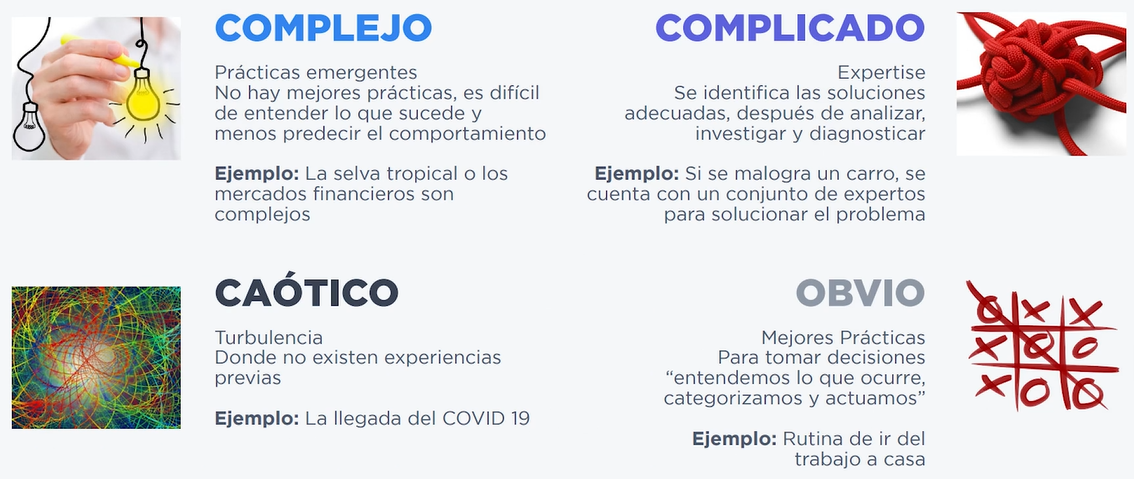 COMPLEJO
Prácticas emergentes
No hay mejores prácticas, es difícil
de entender lo que sucede y
menos predecir el comportamiento
Ejemplo: La selva tropical o los
mercados financieros son
complejos
COMPLICADO
Expertise
Se identifica las soluciones
adecuadas, después de analizar,
investigar y diagnosticar
Ejemplo: Si se malogra un carro, se
cuenta con un conjunto de expertos
para solucionar el problema
CAÓTICO
Turbulencia
Donde no existen experiencias
previas
Ejemplo: La llegada del COVID 19
OBVIO
Mejores Prácticas
Para tomar decisiones
“entendemos lo que ocurre,
categorizamos y actuamos”
Ejemplo: Rutina de ir del
trabajo a casa